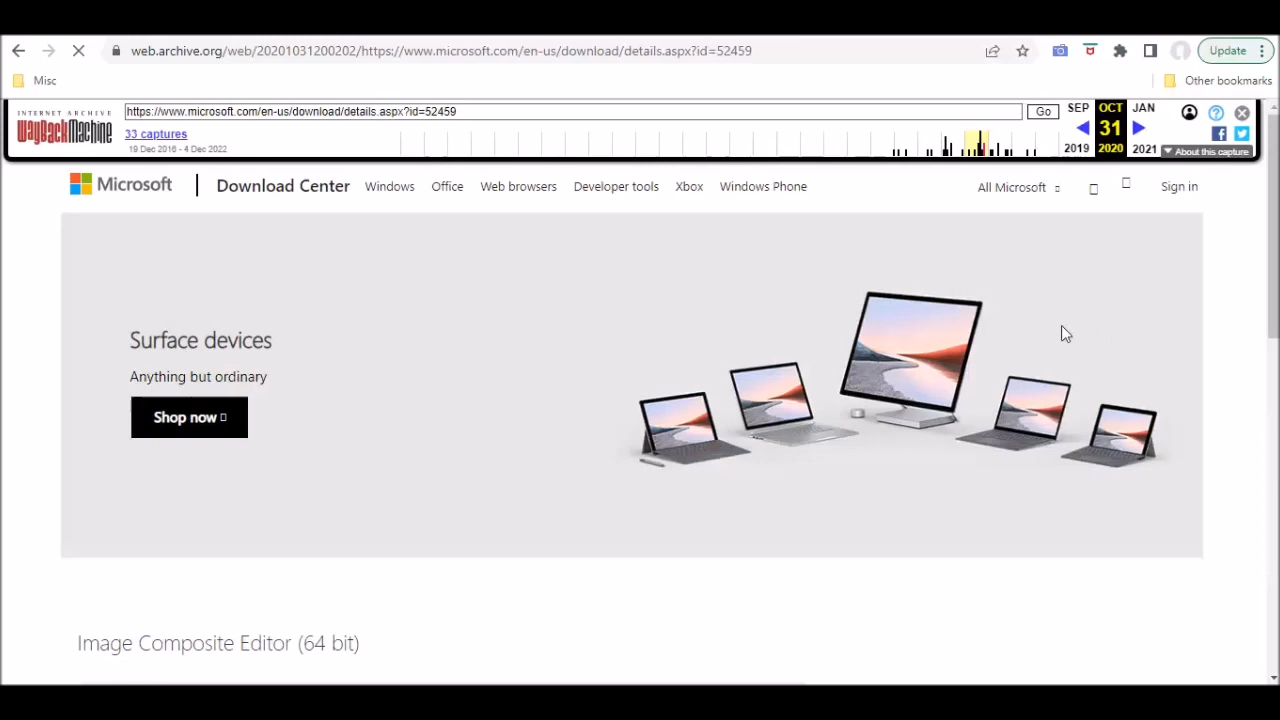 web.archive.org/web/20201031200202/https://www.microsoft.com/en-us/download/details.aspx?id=52459
Update
Misc
Other bookmarks
INTERNET ARCHIVE
WayBackMachine
https://www.microsoft.com/en-us/download/details.aspx?id=52459
Go
SEP OCT JAN
33 captures
31
19 Dec 2016 - 4 Dec 2022
2019 2020 2021
About this capture
Microsoft
Download Center
Windows Office Web browsers Developer tools Xbox Windows Phone
All Microsoft
Sign in
Surface devices
Anything but ordinary
Shop now
Image Composite Editor (64 bit)